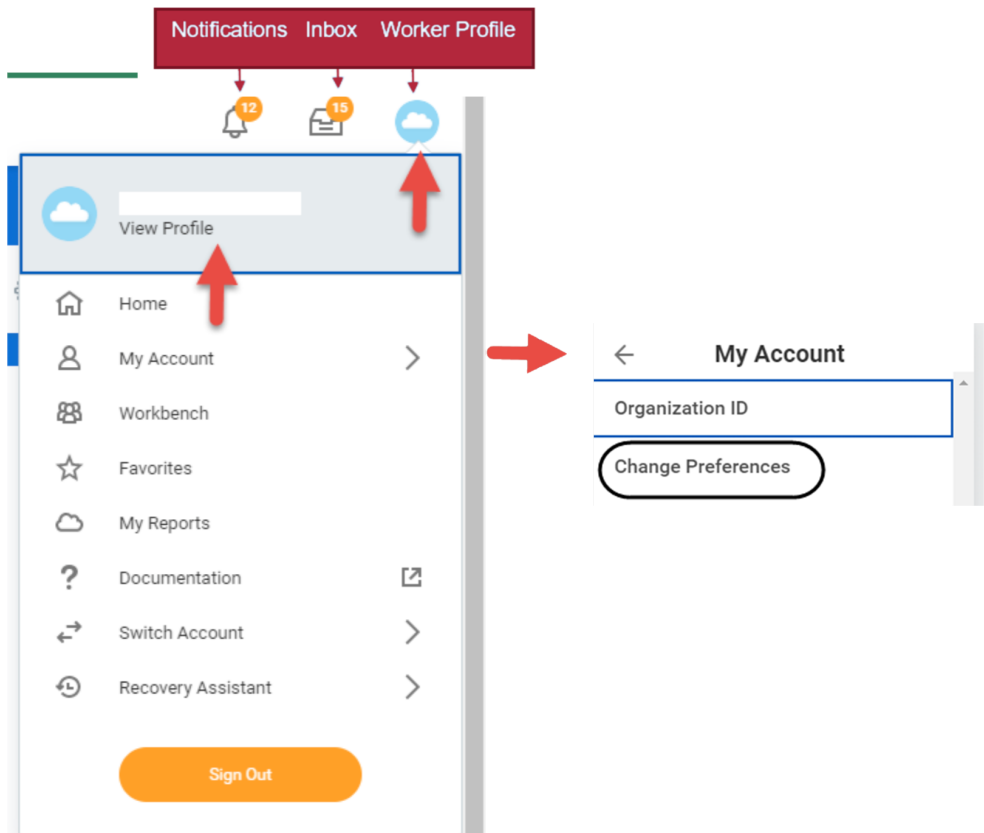 Notifications Inbox Worker Profile
12 15
View Profile
Home
My Account
Workbench
Favorites
My Reports
Documentation
Switch Account
Recovery Assistant
Sign Out
My Account
Organization ID
Change Preferences